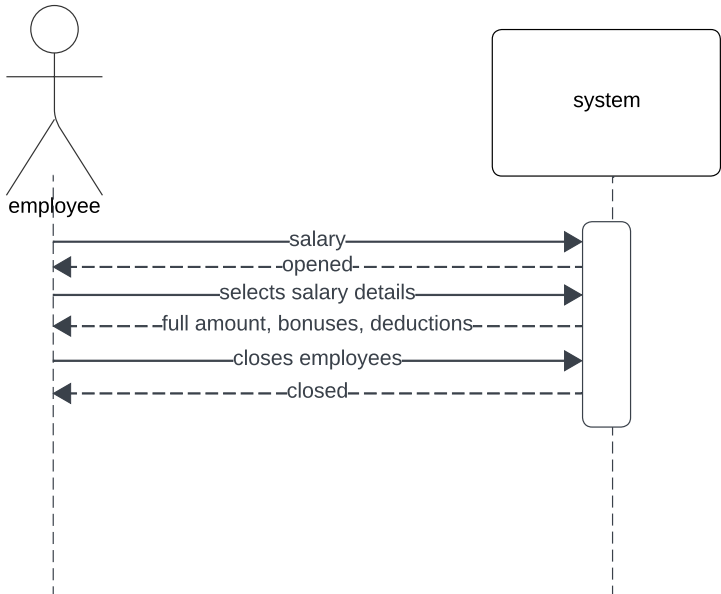 system
employee
salary
opened
selects salary details
full amount, bonuses, deductions
closes employees
closed